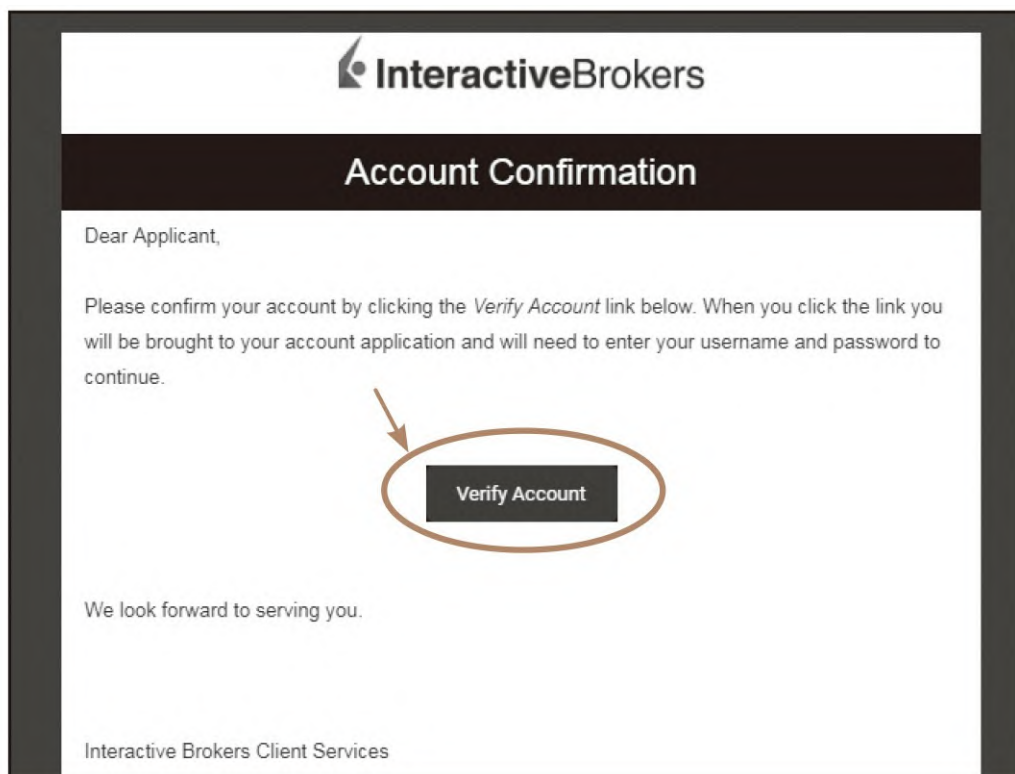 InteractiveBrokers
Account Confirmation
Dear Applicant,
Please confirm your account by clicking the Verify Account link below. When you click the link you
will be brought to your account application and will need to enter your username and password to
continue.
Verify Account
We look forward to serving you.
Interactive Brokers Client Services